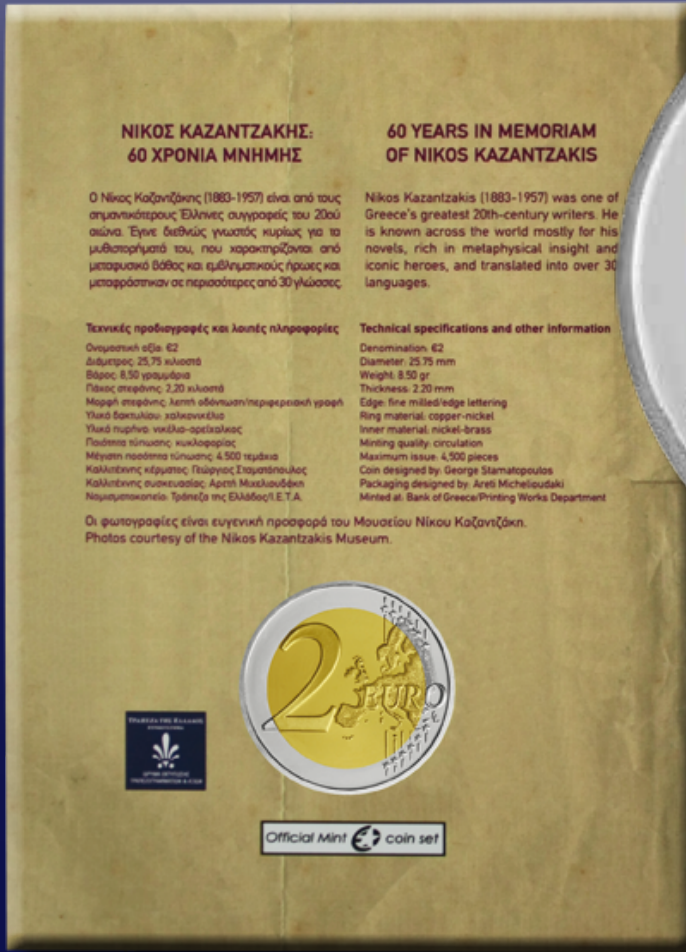 ΝΙΚΟΣ ΚΑΖΑΝΤΖΑΚΗΣ:
60 ΧΡΟΝΙΑ ΜΝΗΜΗΣ
Ο Νίκος Καζαντζάκης (1883-1957) είναι από τους
σημαντικότερους Έλληνες συγγραφείς του 20ού
αιώνα. Έγινε διεθνώς γνωστός κυρίως για τα
μυθιστορήματά του, που χαρακτηρίζονται από
μεταφυσικό βάθος και εμβληματικούς ήρωες και
μεταφράστηκαν σε περισσότερες από 30 γλώσσες.
Τεχνικές προδιαγραφές και λοιπές πληροφορίες
Ονομαστική αξία: €2
Διάμετρος: 25,75 χιλιοστά
Βάρος: 8,50 γραμμάρια
Πάχος στεφάνης: 2,20 χιλιοστά
Μορφή στεφάνης: λεπτή οδόντωση/περιφερειακή γραφή
Υλικό δακτυλίου: χαλκονικέλιο
Υλικό πυρήνα: νικέλιο-ορείχαλκος
Ποιότητα τύπωσης: κυκλοφορίας
Μέγιστη ποσότητα τύπωσης: 4.500 τεμάχια
Καλλιτέχνης κέρματος: Γεώργιος Σταματόπουλος
Καλλιτέχνης συσκευασίας: Αρετή Μιχελιουδάκη
Νομισματοκοπείο: Τράπεζα της Ελλάδος/Ι.Ε.Τ.Α.
60 YEARS IN MEMORIAM
OF NIKOS KAZANTZAKIS
Nikos Kazantzakis (1883-1957) was one of
Greece's greatest 20th-century writers. He
is known across the world mostly for his
novels, rich in metaphysical insight and
iconic heroes, and translated into over 30
languages.
Technical specifications and other information
Denomination: €2
Diameter: 25.75 mm
Weight: 8.50 gr
Thickness: 2.20 mm
Edge: fine milled/edge lettering
Ring material: copper-nickel
Inner material: nickel-brass
Minting quality: circulation
Maximum issue: 4,500 pieces
Coin designed by: George Stamatopoulos
Packaging designed by: Areti Michelioudaki
Minted at: Bank of Greece/Printing Works Department
Οι φωτογραφίες είναι ευγενική προσφορά του Μουσείου Νίκου Καζαντζάκη.
Photos courtesy of the Nikos Kazantzakis Museum.
2 EURO
ΤΡΑΠΕΖΑ ΤΗΣ ΕΛΛΑΔΟΣ
Official Mint coin set